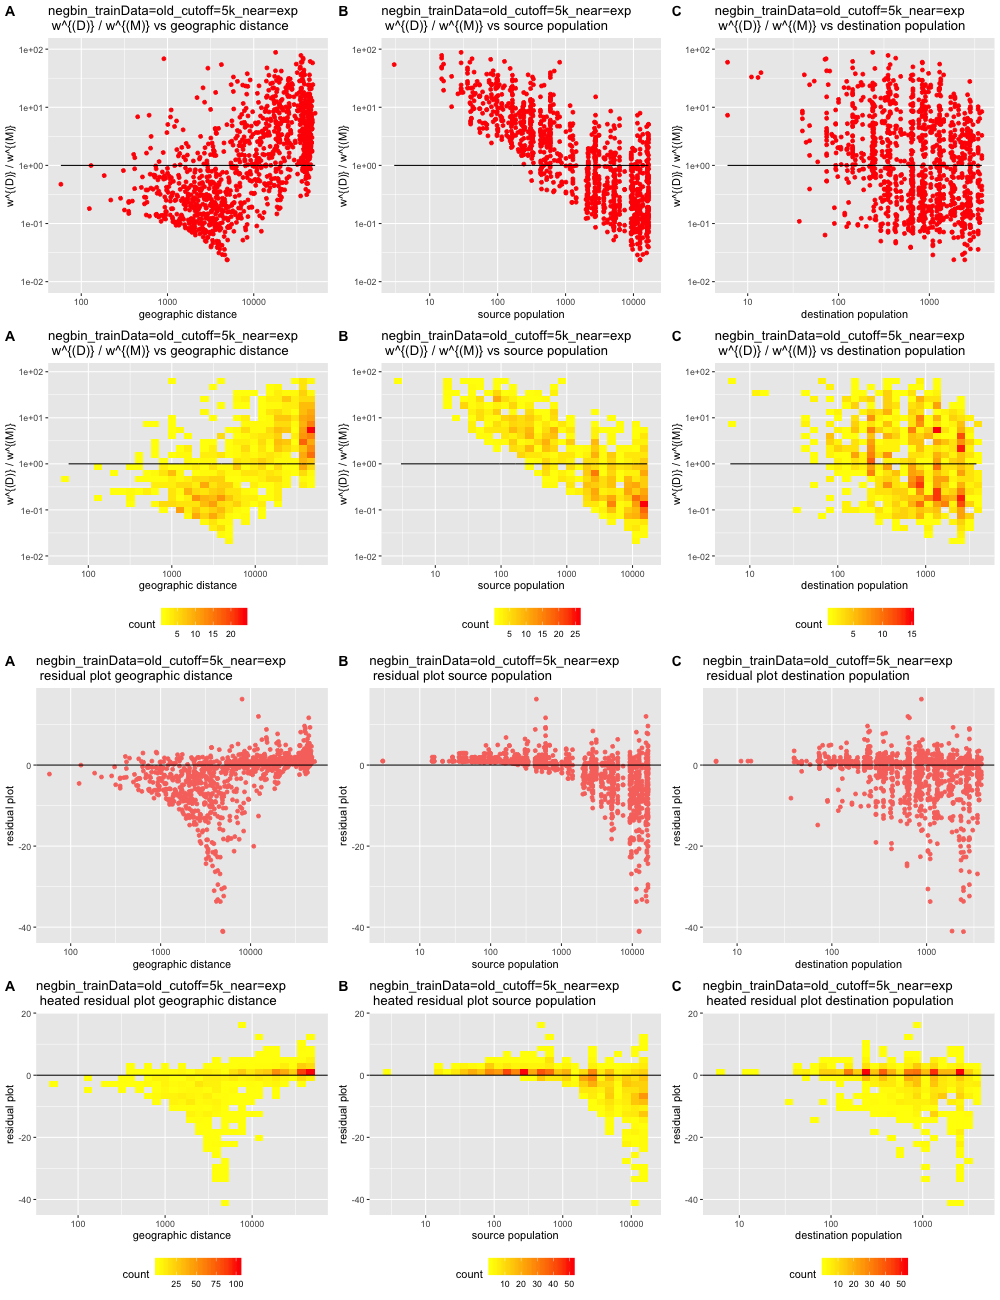 A negbin_trainData=old_cutoff=5k_near=exp
w^{(D)} / w^{(M)} vs geographic distance
1e+02
1e+01
1e+00
1e-01
1e-02
w^{(D)} / w^{(M)}
100 1000 10000
geographic distance
B negbin_trainData=old_cutoff=5k_near=exp
w^{(D)} / w^{(M)} vs source population
1e+02
1e+01
1e+00
1e-01
1e-02
w^{(D)} / w^{(M)}
10 100 1000 10000
source population
C negbin_trainData=old_cutoff=5k_near=exp
w^{(D)} / w^{(M)} vs destination population
1e+02
1e+01
1e+00
1e-01
1e-02
w^{(D)} / w^{(M)}
10 100 1000
destination population
A negbin_trainData=old_cutoff=5k_near=exp
w^{(D)} / w^{(M)} vs geographic distance
1e+02
1e+01
1e+00
1e-01
1e-02
w^{(D)} / w^{(M)}
100 1000 10000
geographic distance
count
5 10 15 20
B negbin_trainData=old_cutoff=5k_near=exp
w^{(D)} / w^{(M)} vs source population
1e+02
1e+01
1e+00
1e-01
1e-02
w^{(D)} / w^{(M)}
10 100 1000 10000
source population
count
5 10 15 20 25
C negbin_trainData=old_cutoff=5k_near=exp
w^{(D)} / w^{(M)} vs destination population
1e+02
1e+01
1e+00
1e-01
1e-02
w^{(D)} / w^{(M)}
10 100 1000
destination population
count
5 10 15
A negbin_trainData=old_cutoff=5k_near=exp
residual plot geographic distance
0
-20
-40
residual plot
100 1000 10000
geographic distance
B negbin_trainData=old_cutoff=5k_near=exp
residual plot source population
0
-20
-40
residual plot
10 100 1000 10000
source population
C negbin_trainData=old_cutoff=5k_near=exp
residual plot destination population
0
-20
-40
residual plot
10 100 1000
destination population
A negbin_trainData=old_cutoff=5k_near=exp
heated residual plot geographic distance
20
0
-20
-40
residual plot
100 1000 10000
geographic distance
count
25 50 75 100
B negbin_trainData=old_cutoff=5k_near=exp
heated residual plot source population
20
0
-20
-40
residual plot
10 100 1000 10000
source population
count
10 20 30 40 50
C negbin_trainData=old_cutoff=5k_near=exp
heated residual plot destination population
20
0
-20
-40
residual plot
10 100 1000
destination population
count
10 20 30 40 50